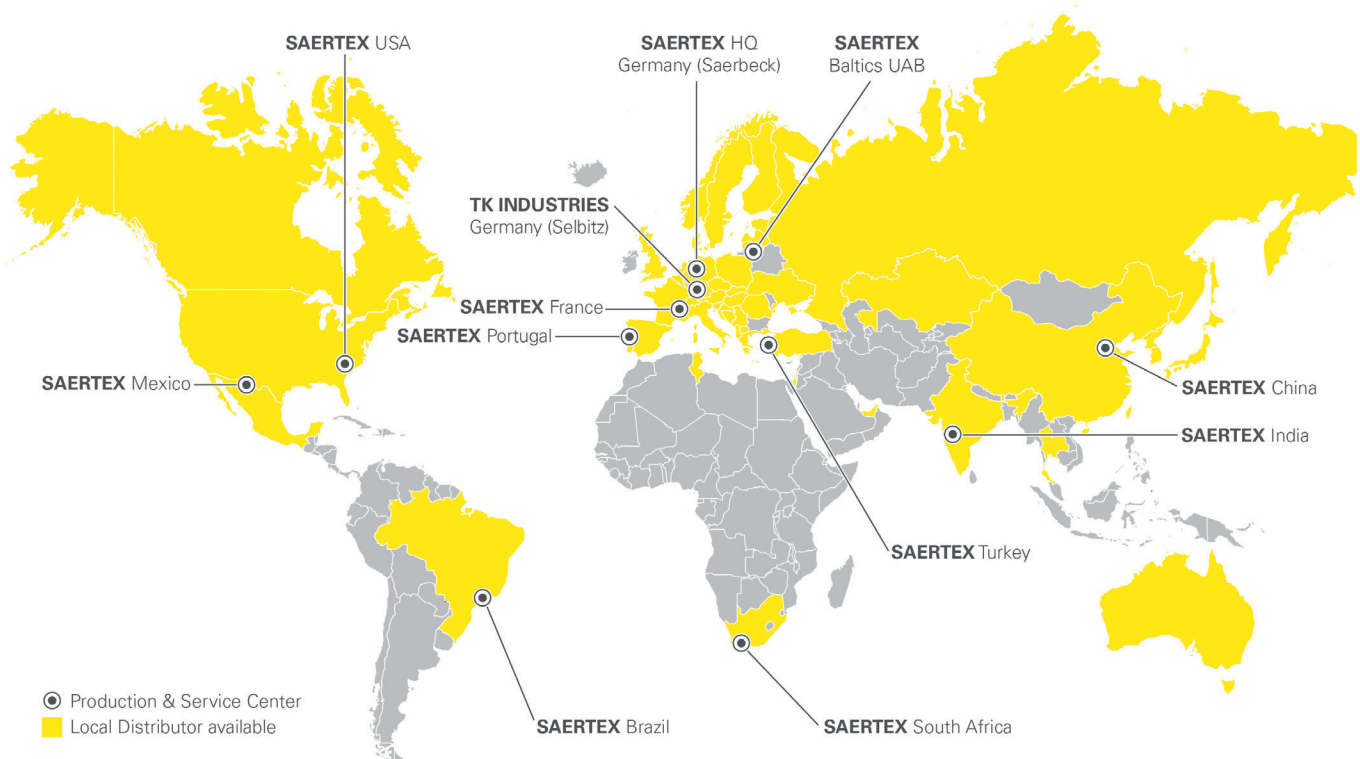 SAERTEX USA
SAERTEX HQ
Germany (Saerbeck)
SAERTEX
Baltics UAB
TK INDUSTRIES
Germany (Selbitz)
SAERTEX France
SAERTEX Portugal
SAERTEX Mexico
SAERTEX China
SAERTEX India
SAERTEX Turkey
Production & Service Center
Local Distributor available
SAERTEX Brazil
SAERTEX South Africa